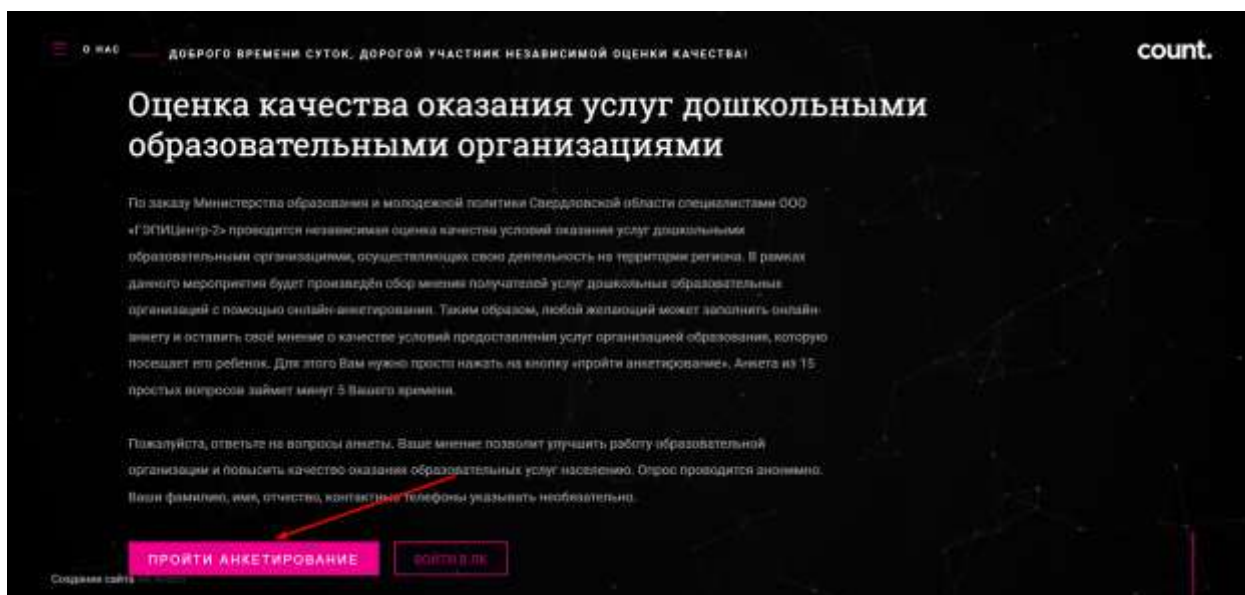 О НАС
ДОБРОГО ВРЕМЕНИ СУТОК, ДОРОГОЙ УЧАСТНИК НЕЗАВИСИМОЙ ОЦЕНКИ КАЧЕСТВА!
count.
Оценка качества оказания услуг дошкольными
образовательными организациями
По заказу Министерства образования и молодежной политики Свердловской области специалистами ООО
«ГЭПИЦентр-2» проводится независимая оценка качества условий оказания услуг дошкольными
образовательными организациями, осуществляющих свою деятельность на территории региона. В рамках
данного мероприятия будет произведён сбор мнения получателей услуг дошкольных образовательных
организаций с помощью онлайн-анкетирования. Таким образом, любой желающий может заполнить онлайн-
анкету и оставить своё мнение о качестве условий предоставления услуг организацией образования, которую
посещает его ребенок. Для этого Вам нужно просто нажать на кнопку «пройти анкетирование». Анкета из 15
простых вопросов займет минут 5 Вашего времени.
Пожалуйста, ответьте на вопросы анкеты. Ваше мнение позволит улучшить работу образовательной
организации и повысить качество оказания образовательных услуг населению. Опрос проводится анонимно.
Ваши фамилию, имя, отчество, контактные телефоны указывать необязательно.
ПРОЙТИ АНКЕТИРОВАНИЕ
ВОЙТИ В ЛК
Создание сайта